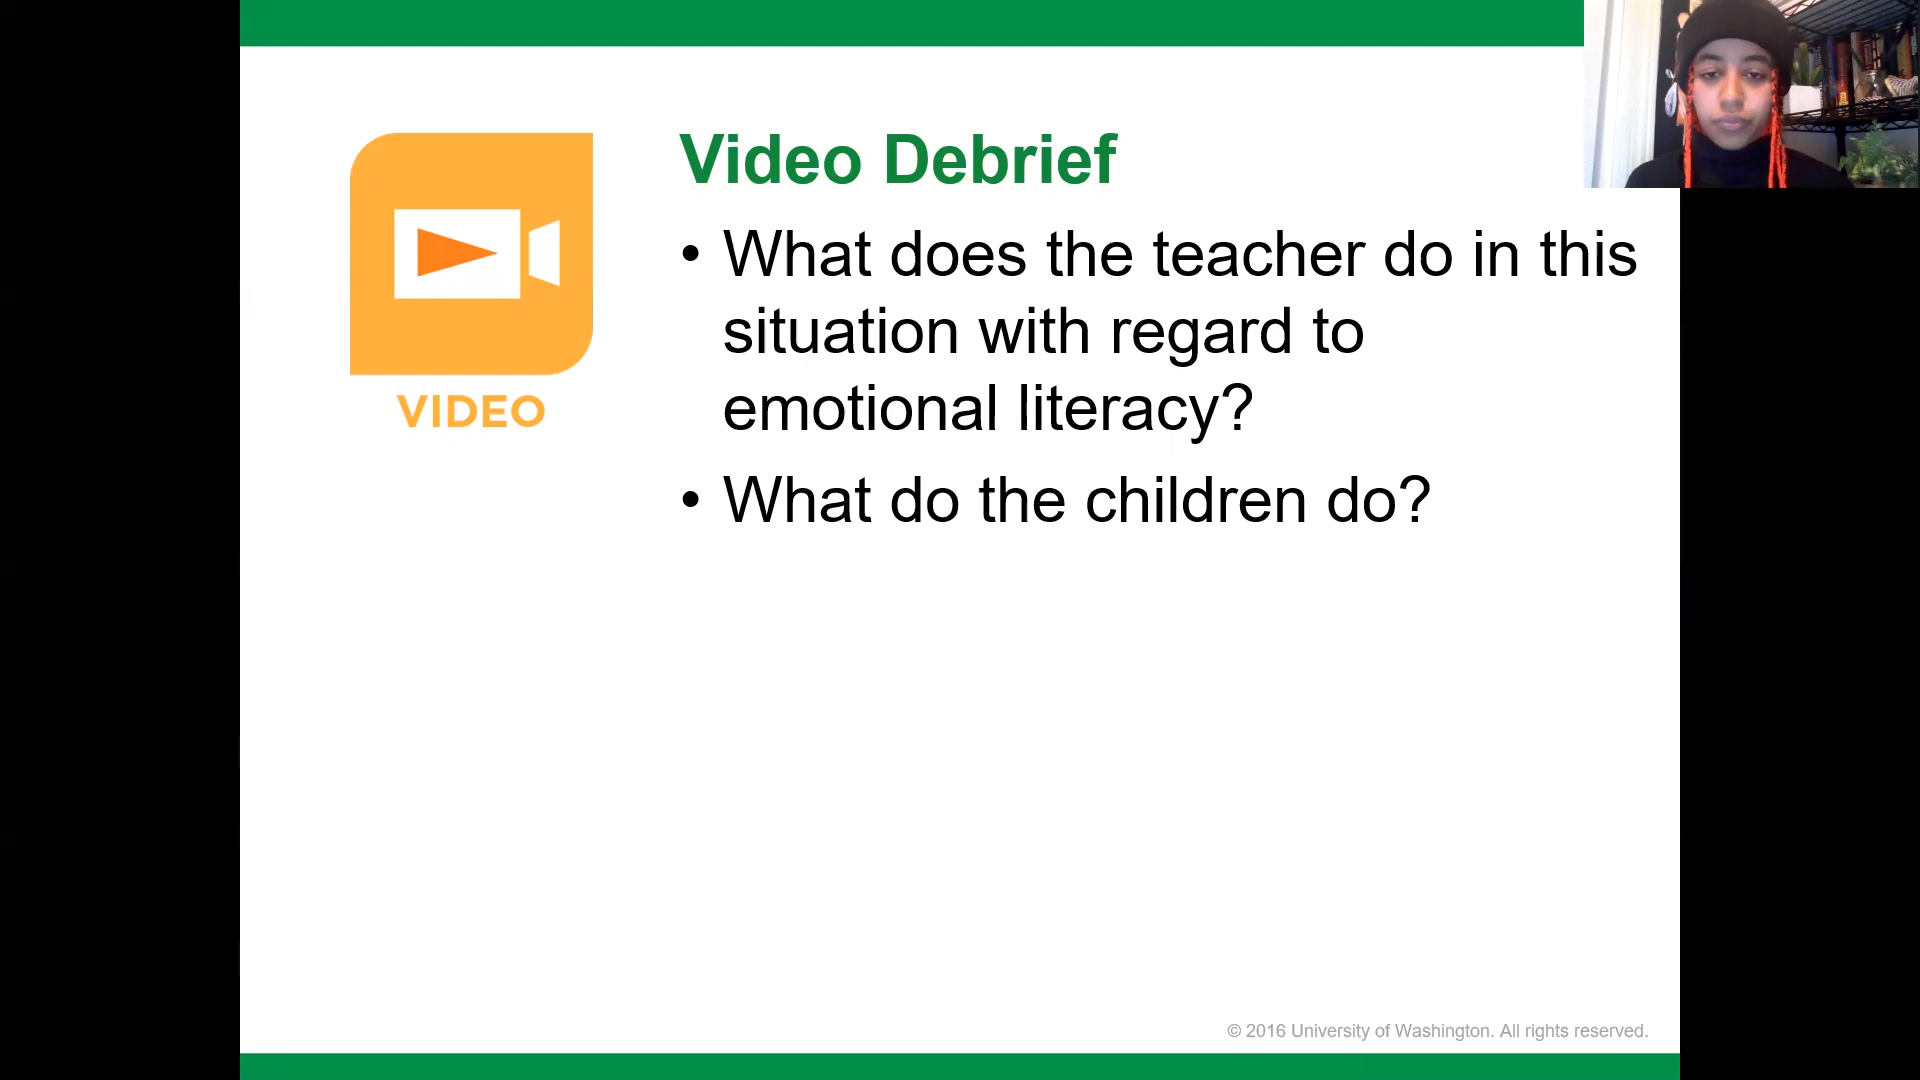 Video Debrief
• What does the teacher do in this
situation with regard to
emotional literacy?
• What do the children do?
VIDEO
© 2016 University of Washington. All rights reserved.